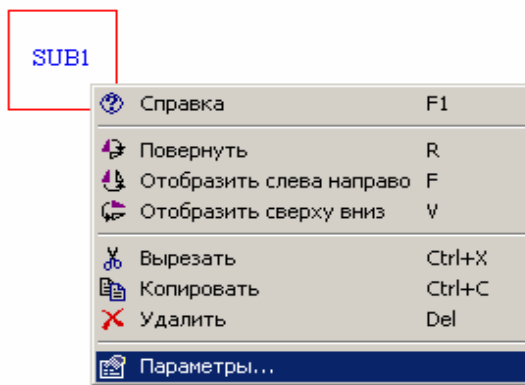 SUB1
Справка F1
Повернуть R
Отобразить слева направо F
Отобразить сверху вниз V
Вырезать Ctrl+X
Копировать Ctrl+C
Удалить Del
Параметры...